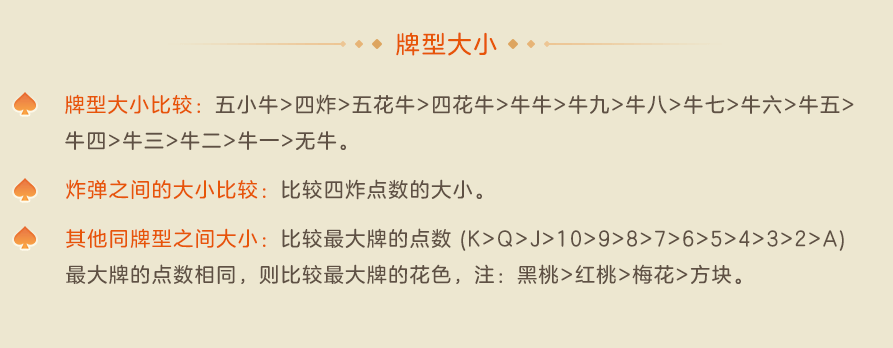 牌型大小
牌型大小比较：五小牛>四炸>五花牛>四花牛>牛牛>牛九>牛八>牛七>牛六>牛五>
牛四>牛三>牛二>牛一>无牛。
炸弹之间的大小比较：比较四炸点数的大小。
其他同牌型之间大小：比较最大牌的点数 (K>Q>J>10>9>8>7>6>5>4>3>2>A)
最大牌的点数相同，则比较最大牌的花色，注：黑桃>红桃>梅花>方块。